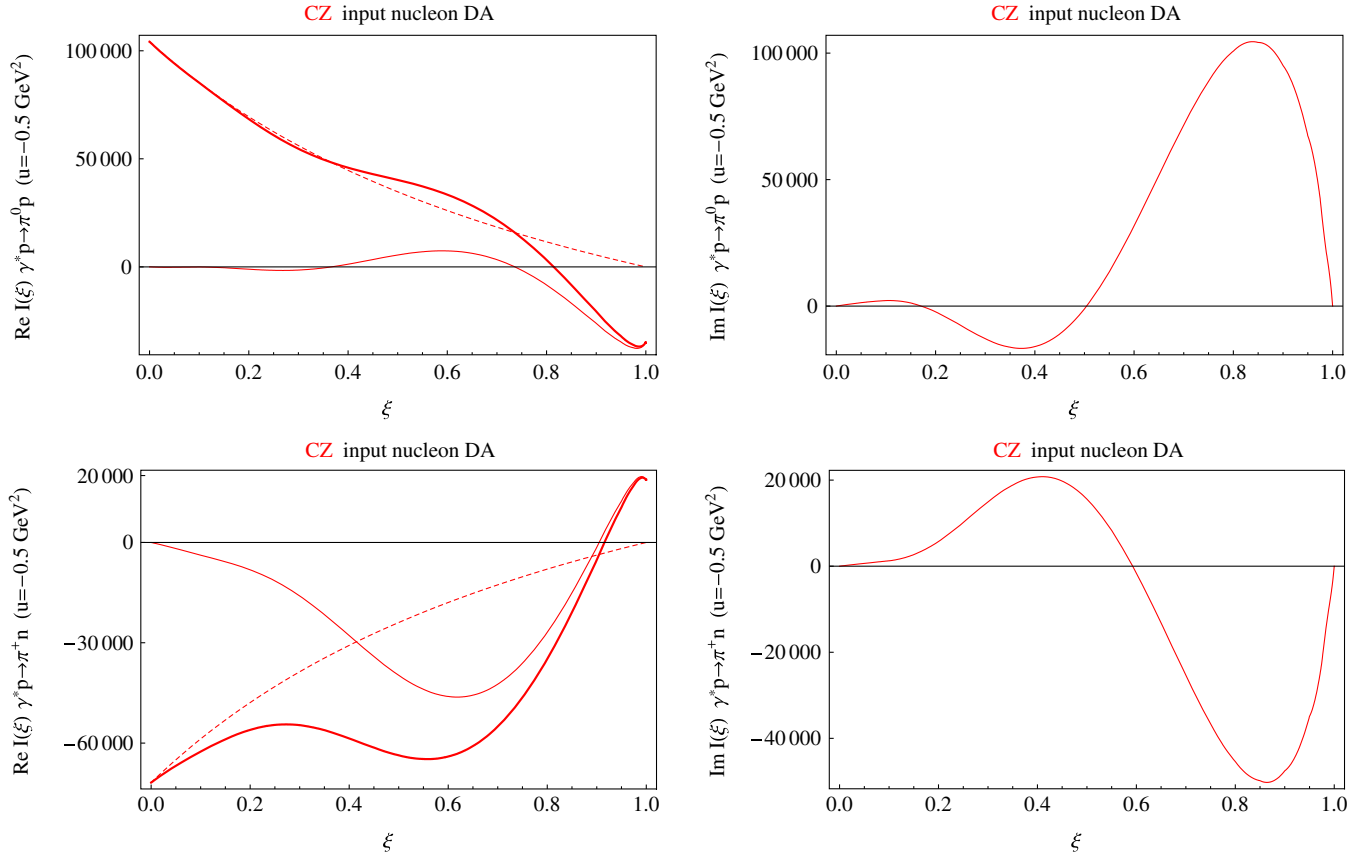 CZ input nucleon DA
Re I(ξ) γ*p→π⁰p (u=−0.5 GeV²)
100 000
50 000
0
0.0 0.2 0.4 0.6 0.8 1.0
ξ
CZ input nucleon DA
Im I(ξ) γ*p→π⁰p (u=−0.5 GeV²)
100 000
50 000
0
0.0 0.2 0.4 0.6 0.8 1.0
ξ
CZ input nucleon DA
Re I(ξ) γ*p→π⁺n (u=−0.5 GeV²)
20 000
0
−30 000
−60 000
0.0 0.2 0.4 0.6 0.8 1.0
ξ
CZ input nucleon DA
Im I(ξ) γ*p→π⁺n (u=−0.5 GeV²)
20 000
0
−20 000
−40 000
0.0 0.2 0.4 0.6 0.8 1.0
ξ